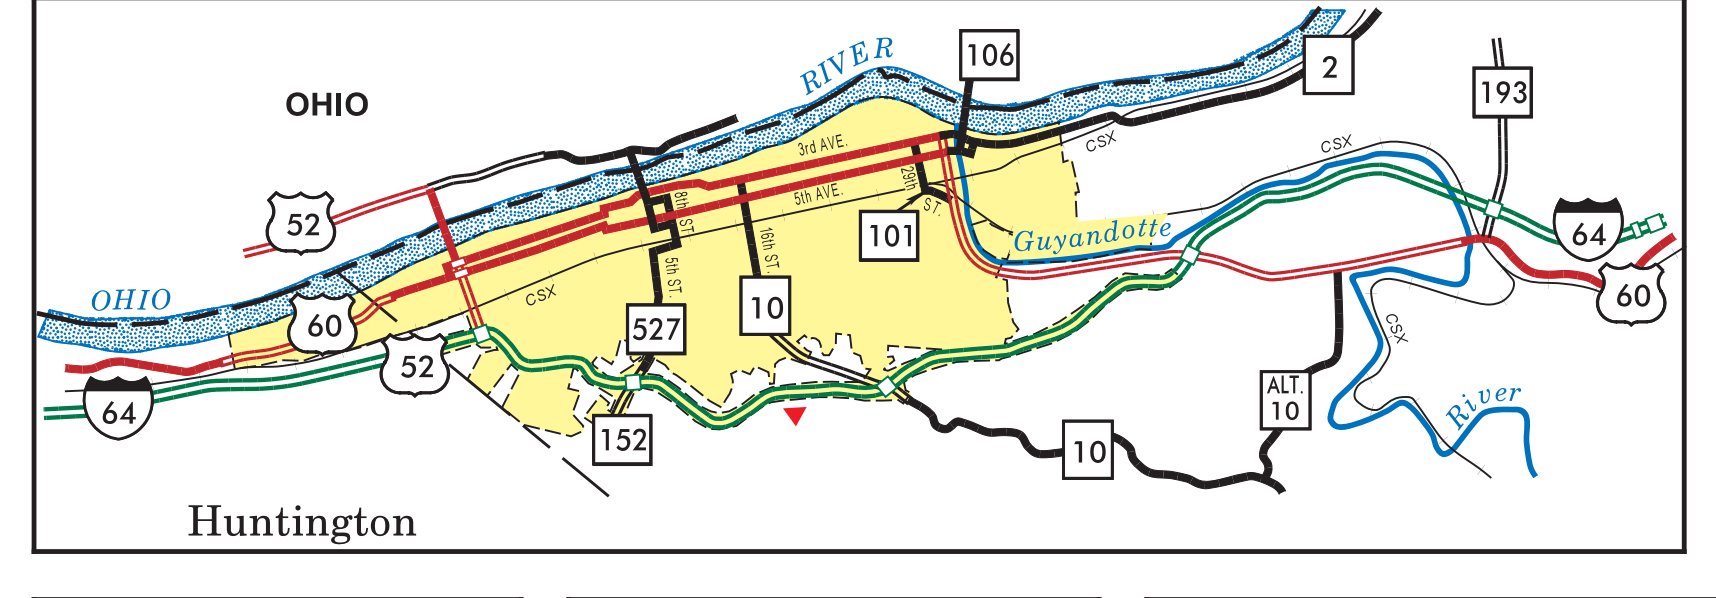 RIVER
106
2
OHIO
193
3rd AVE.
CSX
CSX
5th AVE.
29th ST.
8th ST.
52
101
64
16th ST.
Guyandotte
5th ST.
OHIO
CSX
60
60
10
527
CSX
52
64
ALT. 10
River
152
10
Huntington